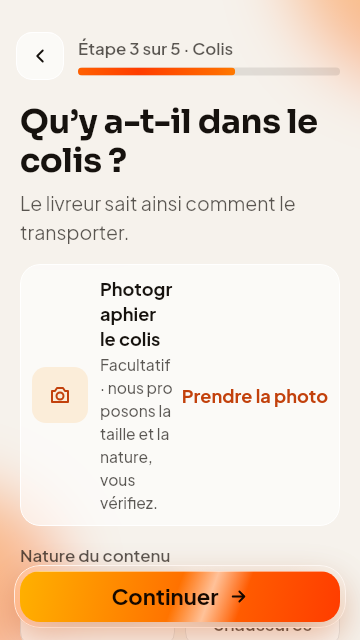 Étape 3 sur 5 · Colis
Qu’y a-t-il dans le
colis ?
Le livreur sait ainsi comment le
transporter.
Photogr
aphier
le colis
Facultatif
· nous pro
posons la
taille et la
nature,
vous
vérifiez.
Prendre la photo
Nature du contenu
Continuer